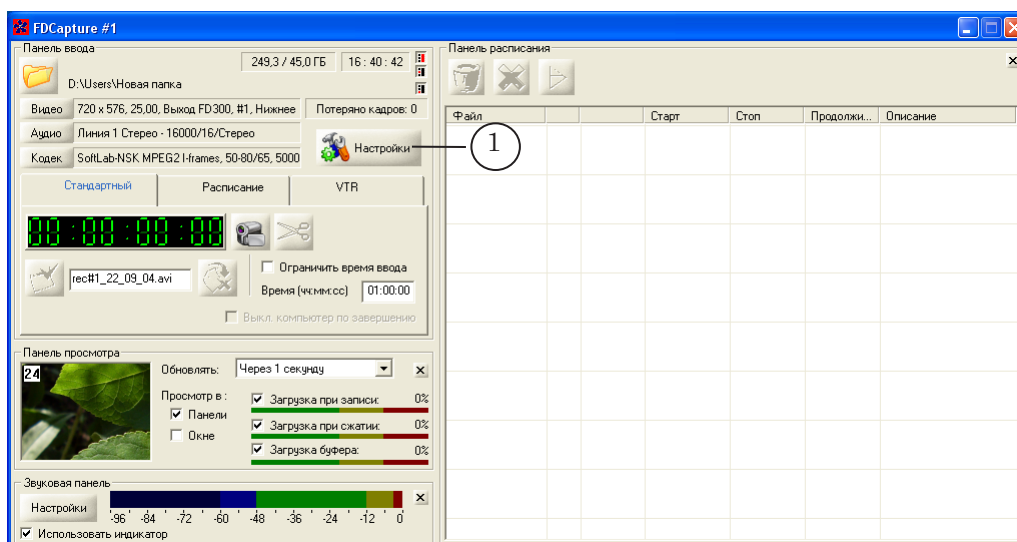 FDCapture #1
Панель ввода
249,3 / 45,0 ГБ
16 : 40 : 42
D:\Users\Новая папка
Видео
720 x 576, 25,00, Выход FD300, #1, Нижнее
Потеряно кадров: 0
Аудио
Линия 1 Стерео - 16000/16/Стерео
Кодек
SoftLab-NSK MPEG2 I-frames, 50-80/65, 5000
Настройки
1
Стандартный
Расписание
VTR
00:00:00:00
rec#1_22_09_04.avi
Ограничить время ввода
Время (чч:мм:сс)
01:00:00
Выкл. компьютер по завершению
Панель просмотра
24
Обновлять:
Через 1 секунду
Просмотр в :
Панели
Окне
Загрузка при записи:
0%
Загрузка при сжатии:
0%
Загрузка буфера:
0%
Звуковая панель
Настройки
-96 -84 -72 -60 -48 -36 -24 -12 0
Использовать индикатор
Панель расписания
Файл
Старт
Стоп
Продолжи...
Описание